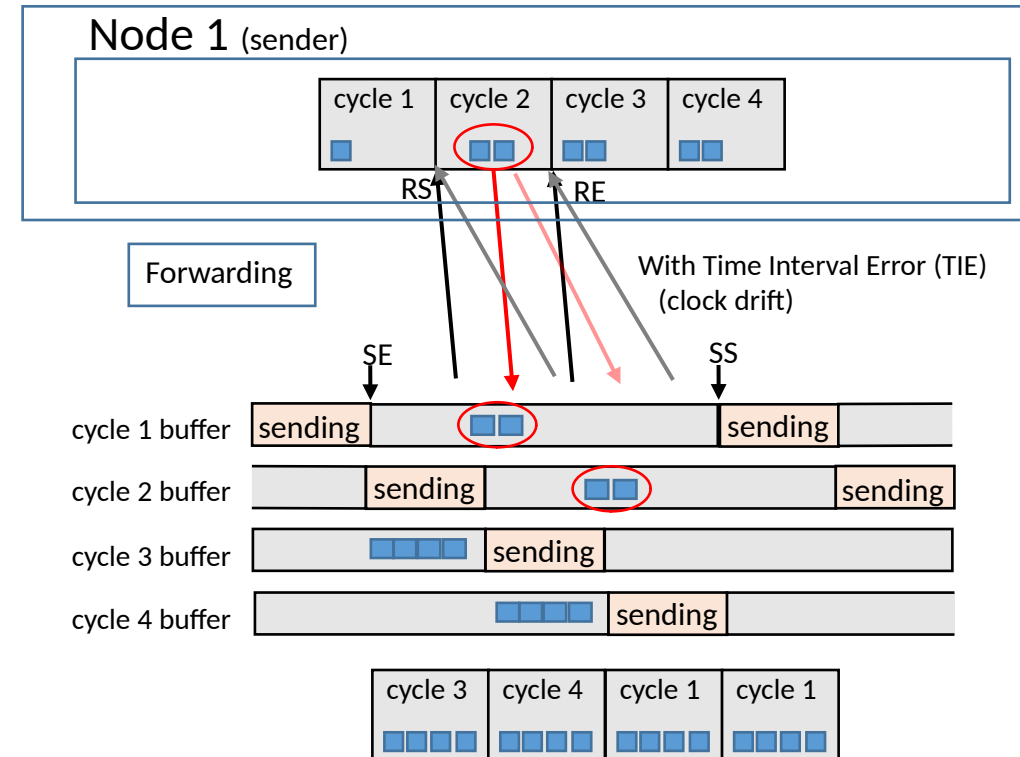 Node 1 (sender)
cycle 1 cycle 2 cycle 3 cycle 4
RS RE
Forwarding
With Time Interval Error (TIE)
(clock drift)
SE SS
cycle 1 buffer sending sending
cycle 2 buffer sending sending
cycle 3 buffer sending
cycle 4 buffer sending
cycle 3 cycle 4 cycle 1 cycle 1